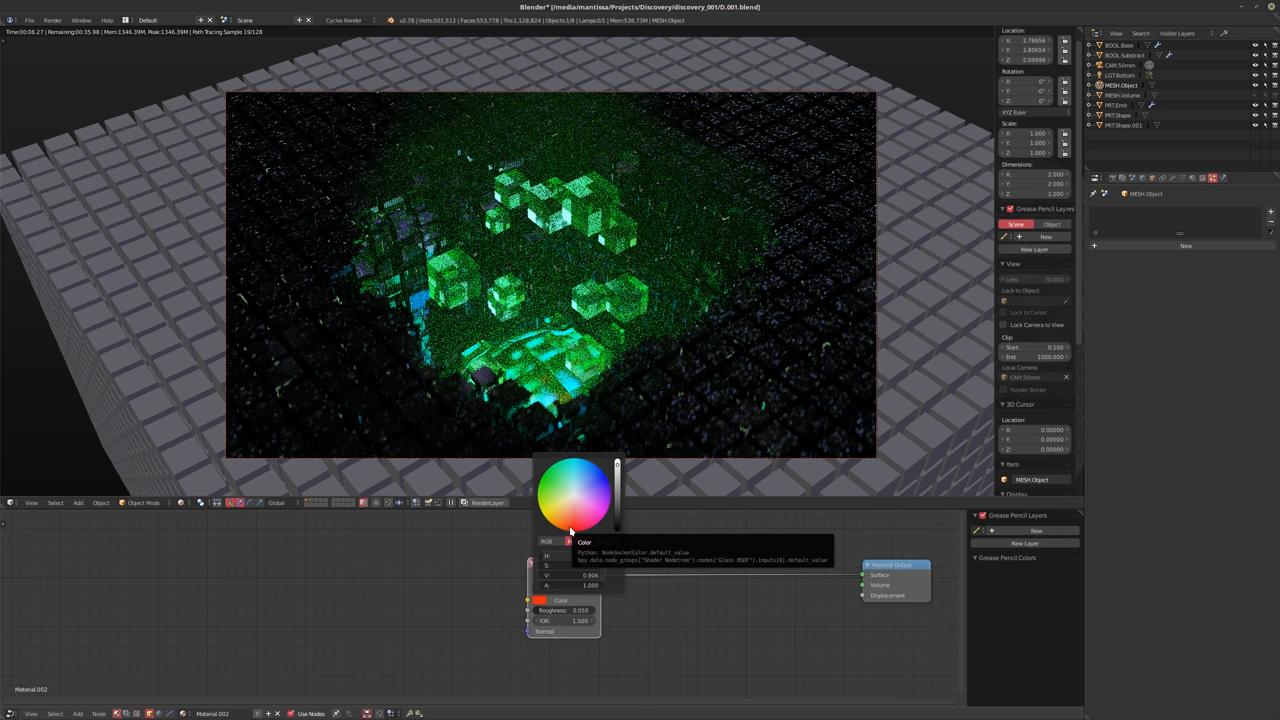 Blender* [/media/mantissa/Projects/Discovery/discovery_001/D.001.blend]
File Render Window Help Default Scene Cycles Render v2.78 | Verts:501,512 | Faces:553,778 | Tris:1,128,824 | Objects:1/9 | Lamps:0/1 | Mem:536.73M | MESH.Object
Time:00:06.27 | Remaining:00:35.98 | Mem:1346.39M, Peak:1346.39M | Path Tracing Sample 19/128
Location:
X: 2.78654
Y: 2.80654
Z: -2.09999
Rotation:
X: 0°
Y: -0°
Z: 0°
XYZ Euler
Scale:
X: 1.000
Y: 1.000
Z: 1.000
Dimensions:
X: 2.000
Y: 2.000
Z: 2.000
Grease Pencil Layers
Scene Object
New
New Layer
View
Lens: 70.000
Lock to Object:
Lock to Cursor
Lock Camera to View
Clip:
Start: 0.100
End: 1000.000
Local Camera:
CAM.50mm
Render Border
3D Cursor
Location:
X: 0.00000
Y: 0.00000
Z: 0.00000
Item
MESH.Object
Display
View Search Visible Layers
BOOL.Base
BOOL.Substract
CAM.50mm
LGT.Bottom
MESH.Object
MESH.Volume
PRT.Emit
PRT.Shape
PRT.Shape.001
MESH.Object
New
View Select Add Object Object Mode Global RenderLayer
RGB
H:
S:
V: 0.906
A: 1.000
Color
Python: NodeSocketColor.default_value
bpy.data.node_groups["Shader Nodetree"].nodes["Glass BSDF"].inputs[0].default_value
Color
Roughness: 0.050
IOR: 1.500
Normal
Material Output
Surface
Volume
Displacement
Grease Pencil Layers
New
New Layer
Grease Pencil Colors
Material.002
View Select Add Node Material.002 F Use Nodes